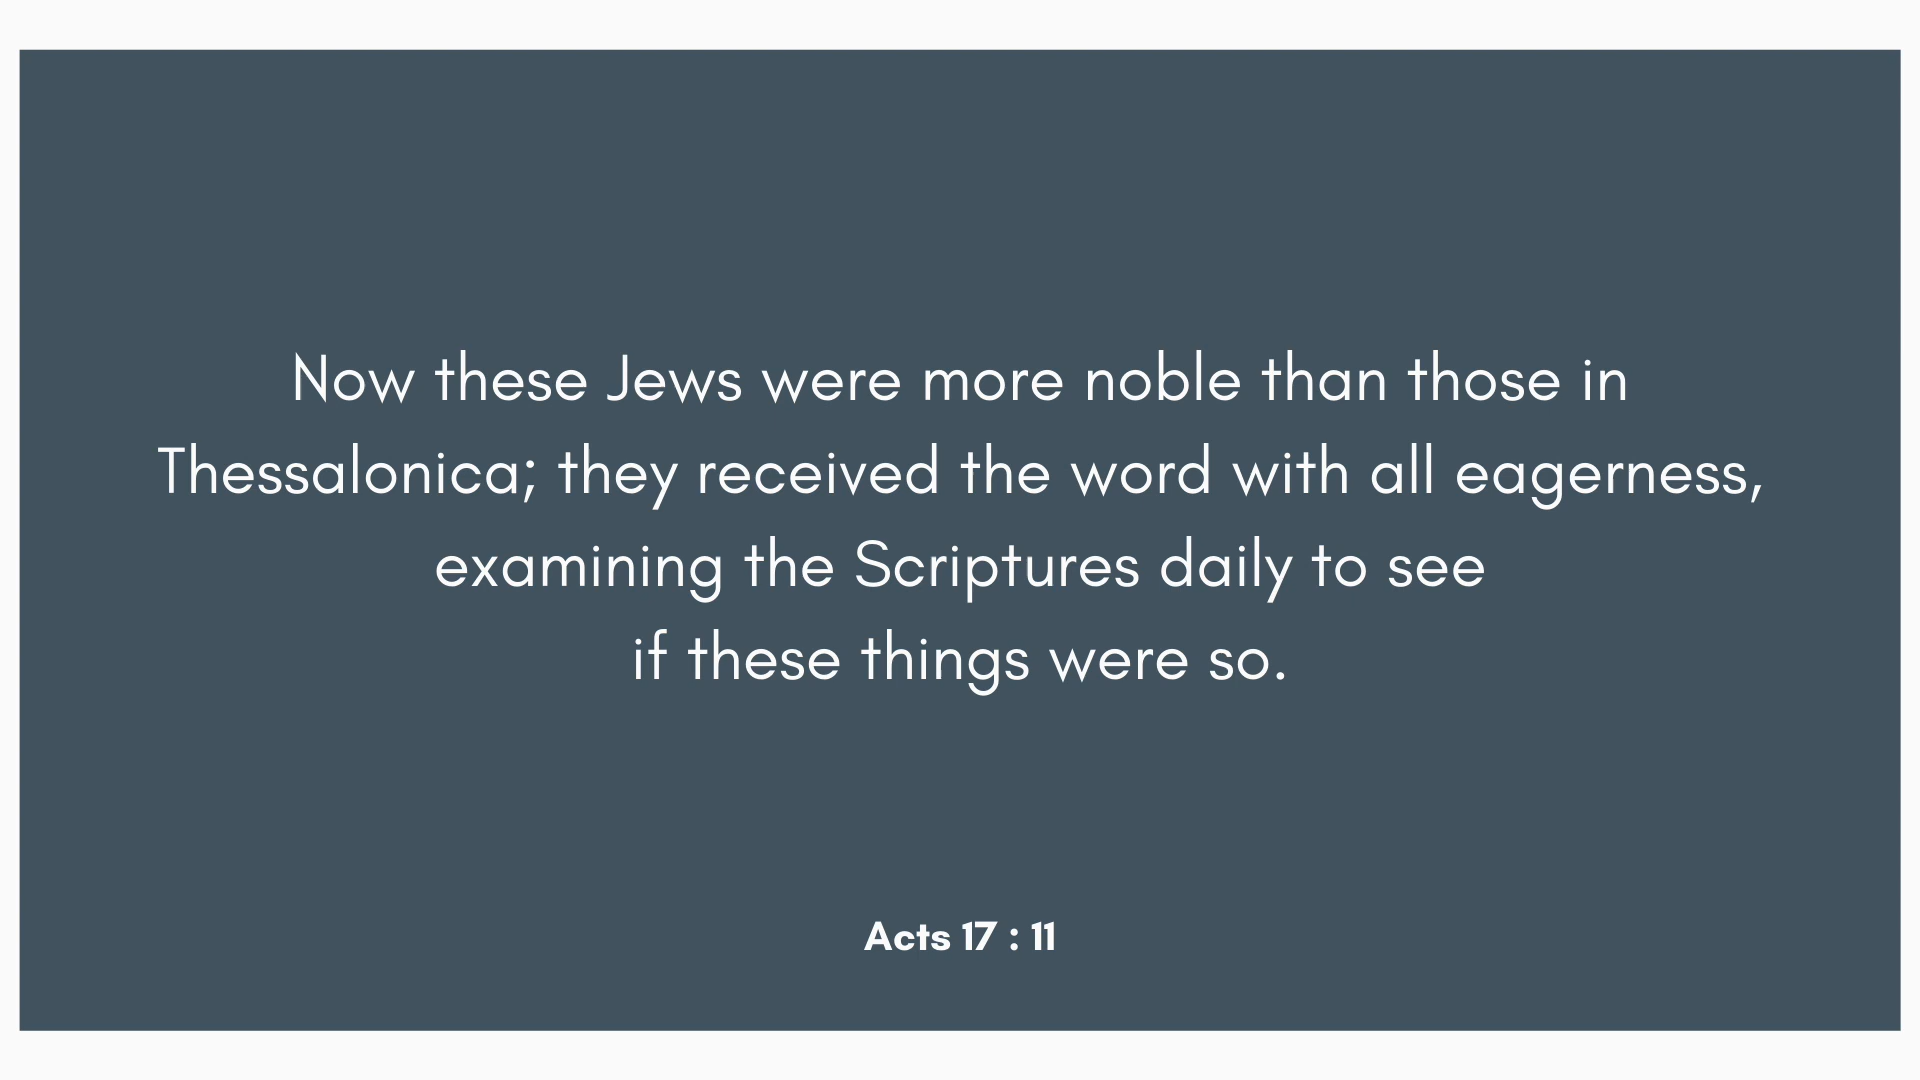 Now these Jews were more noble than those in
Thessalonica; they received the word with all eagerness,
examining the Scriptures daily to see
if these things were so.
Acts 17 : 11